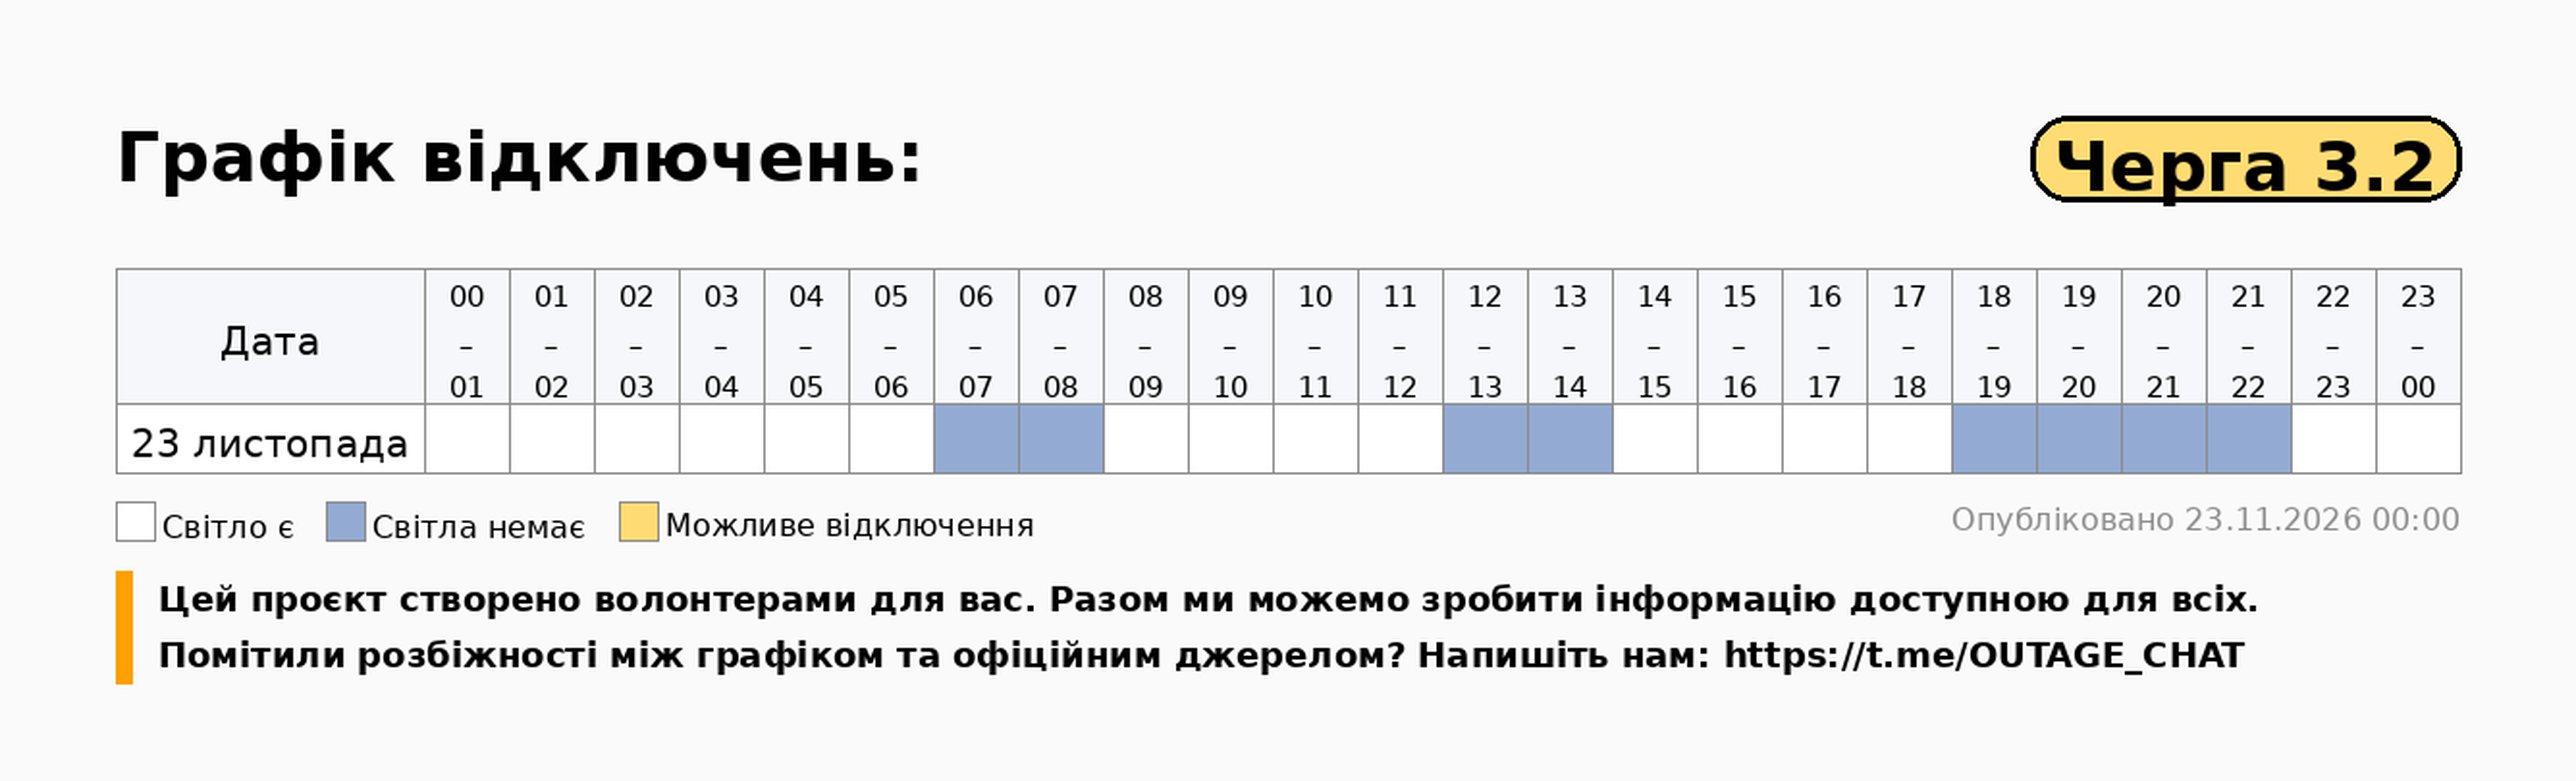 Графік відключень:
Черга 3.2
Дата
00 – 01
01 – 02
02 – 03
03 – 04
04 – 05
05 – 06
06 – 07
07 – 08
08 – 09
09 – 10
10 – 11
11 – 12
12 – 13
13 – 14
14 – 15
15 – 16
16 – 17
17 – 18
18 – 19
19 – 20
20 – 21
21 – 22
22 – 23
23 – 00
23 листопада
Світло є
Світла немає
Можливе відключення
Опубліковано 23.11.2026 00:00
Цей проєкт створено волонтерами для вас. Разом ми можемо зробити інформацію доступною для всіх.
Помітили розбіжності між графіком та офіційним джерелом? Напишіть нам: https://t.me/OUTAGE_CHAT